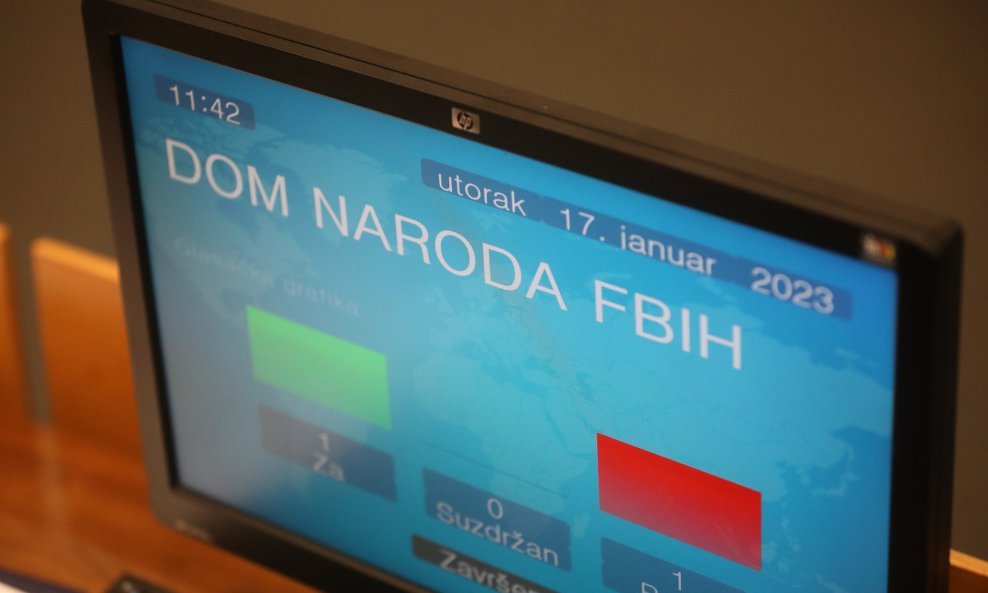 11:42
utorak 17. januar 2023
DOM NARODA FBIH
Glasačka grafika
1
Za
0
Suzdržan
1
hp